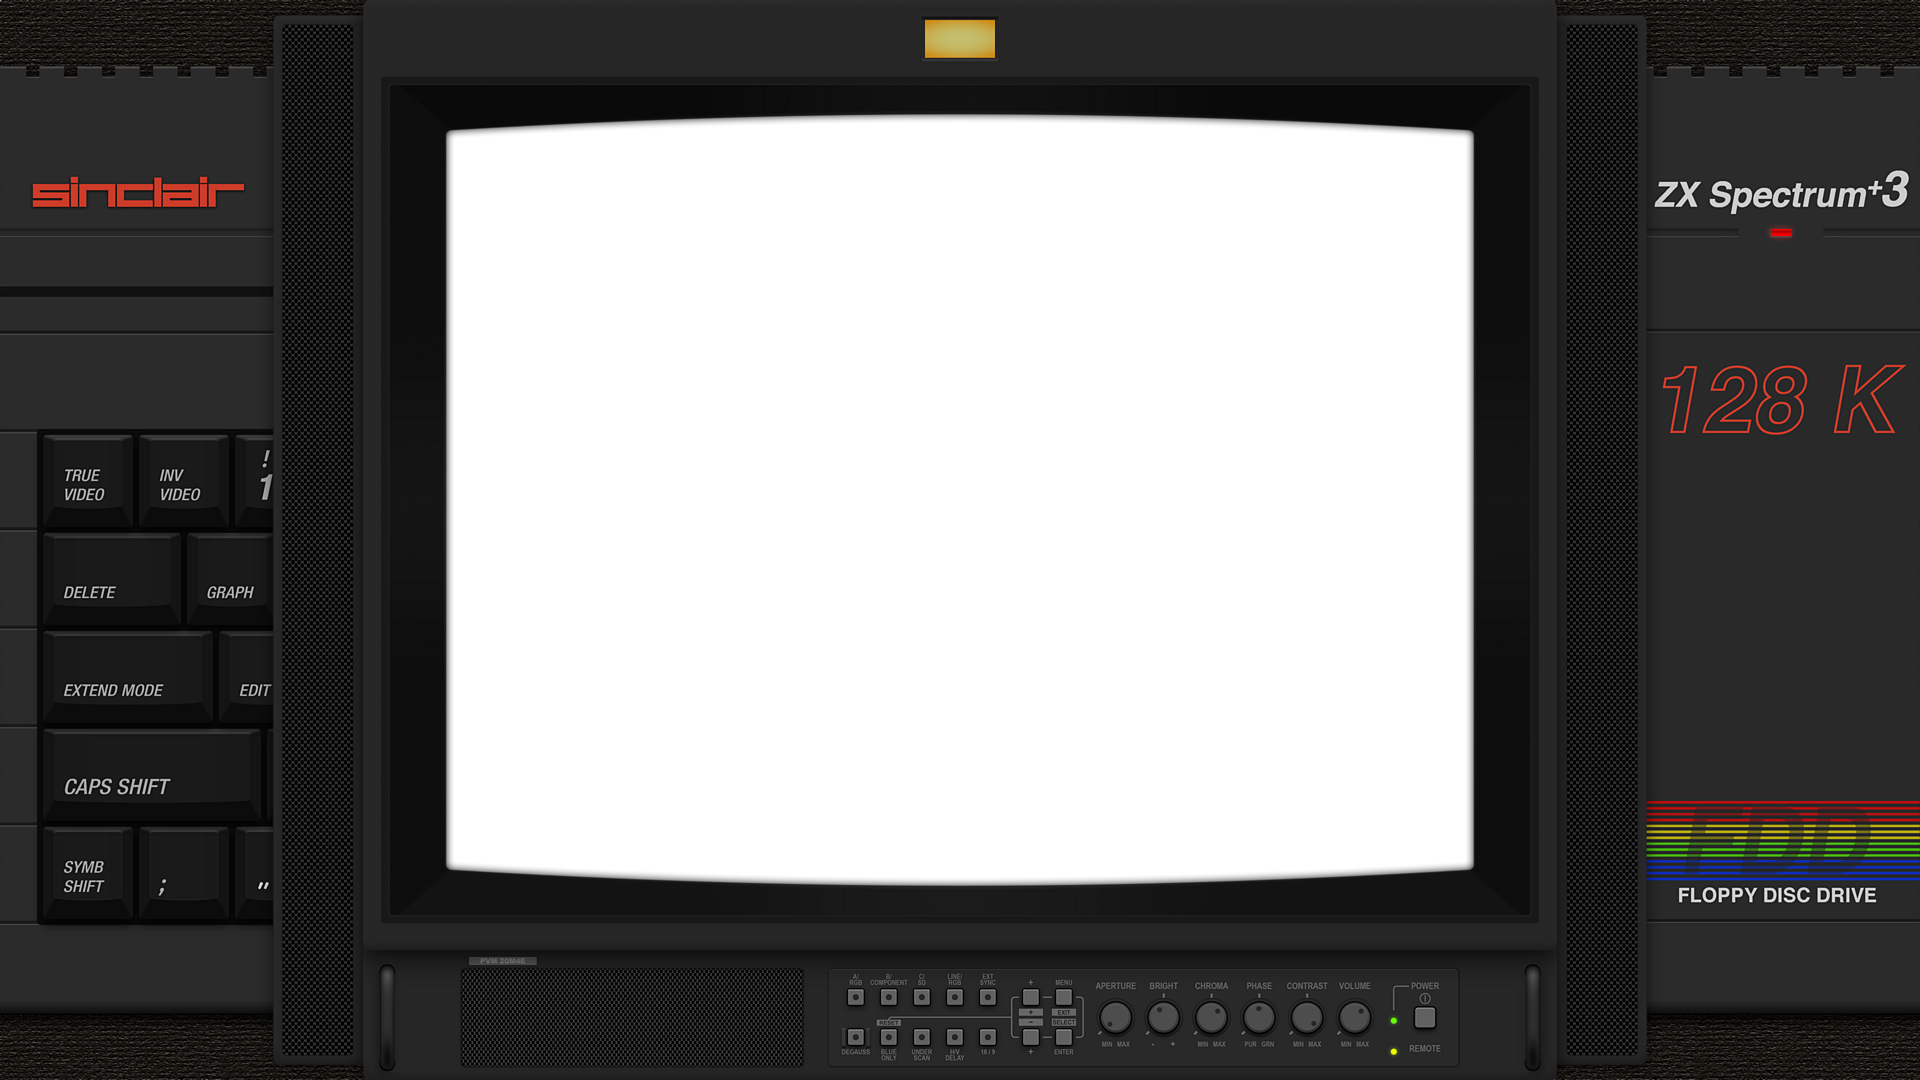 sinclair
ZX Spectrum+3
128 K
TRUE
VIDEO
INV
VIDEO
!
1
DELETE
GRAPH
EXTEND MODE
EDIT
CAPS SHIFT
SYMB
SHIFT
;
"
FDD
FLOPPY DISC DRIVE
PVM 20M4E
A/
RGB
B/
COMPONENT
C/
SD
LINE/
RGB
EXT
SYNC
+
MENU
+
EXIT
-
SELECT
RESET
DEGAUSS
BLUE
ONLY
UNDER
SCAN
H/V
DELAY
16 / 9
+
ENTER
APERTURE
BRIGHT
CHROMA
PHASE
CONTRAST
VOLUME
MIN MAX
- +
MIN MAX
PUR GRN
MIN MAX
MIN MAX
POWER
REMOTE